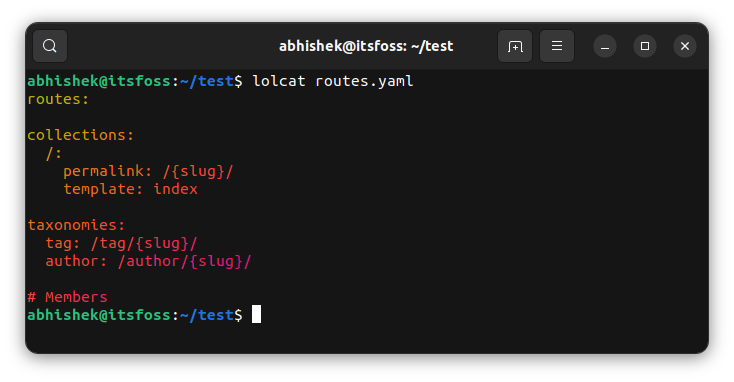 abhishek@itsfoss: ~/test
abhishek@itsfoss:~/test$ lolcat routes.yaml
routes:

collections:
  /:
    permalink: /{slug}/
    template: index

taxonomies:
  tag: /tag/{slug}/
  author: /author/{slug}/

# Members
abhishek@itsfoss:~/test$